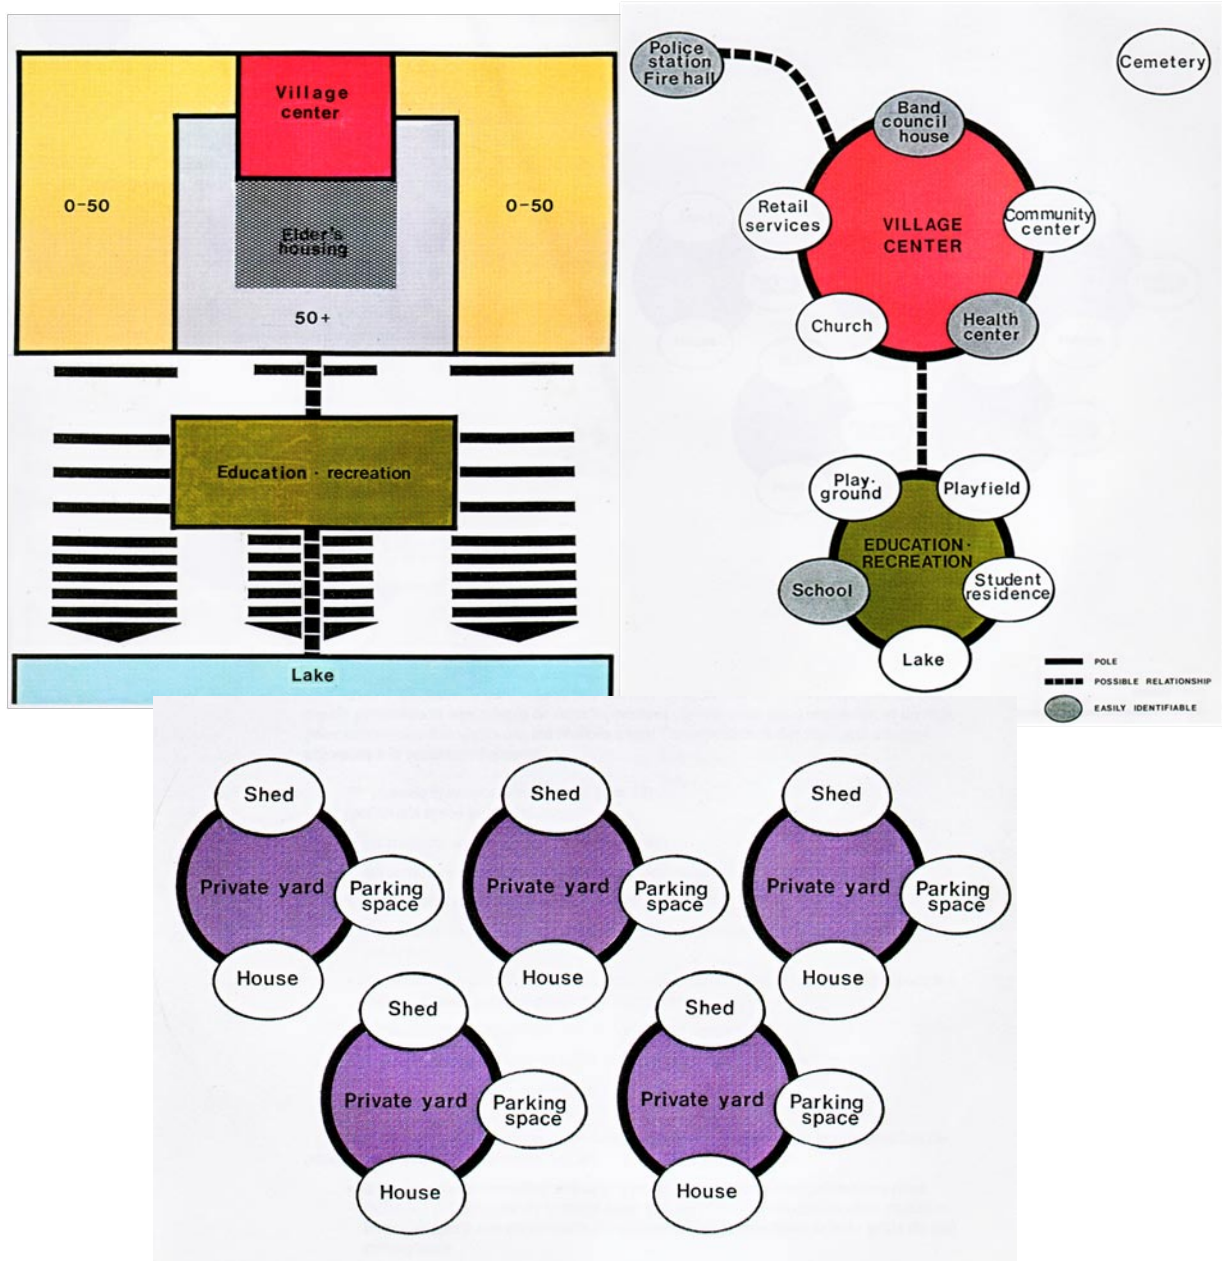 Village
center
0-50
Elder's
housing
0-50
50+
Education · recreation
Lake
Police
station
Fire hall
Cemetery
Band
council
house
Retail
services
VILLAGE
CENTER
Community
center
Church
Health
center
Play-
ground
Playfield
EDUCATION ·
RECREATION
School
Student
residence
Lake
POLE
POSSIBLE RELATIONSHIP
EASILY IDENTIFIABLE
Shed
Private yard
Parking
space
House
Shed
Private yard
Parking
space
House
Shed
Private yard
Parking
space
House
Shed
Private yard
Parking
space
House
Shed
Private yard
Parking
space
House